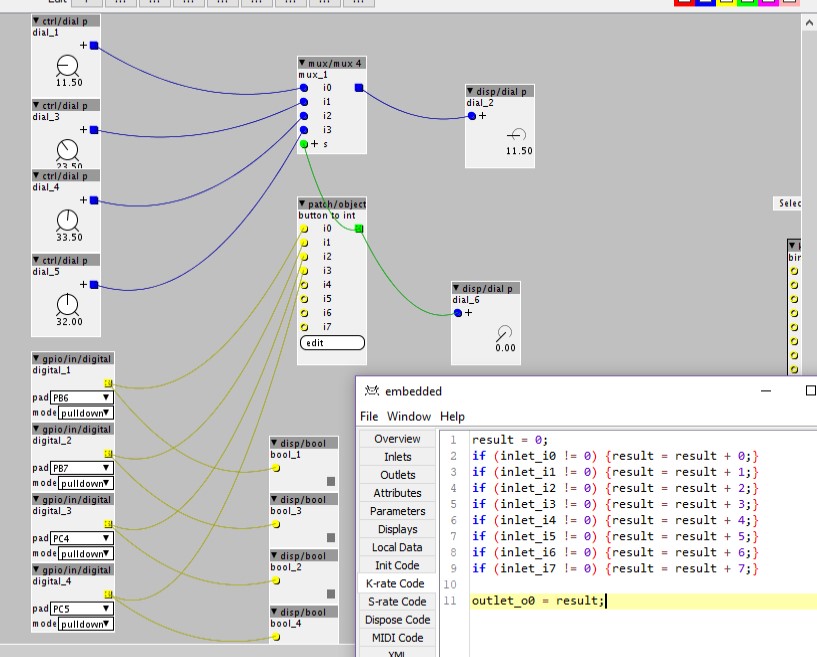 Edit
▼ ctrl/dial p
dial_1
+
11.50
▼ ctrl/dial p
dial_3
+
23.50
▼ ctrl/dial p
dial_4
+
33.50
▼ ctrl/dial p
dial_5
+
32.00
▼ mux/mux 4
mux_1
i0
i1
i2
i3
+ s
▼ disp/dial p
dial_2
+
11.50
▼ patch/object
button to int
i0
i1
i2
i3
i4
i5
i6
i7
edit
▼ disp/dial p
dial_6
+
0.00
Selec
bin
▼ gpio/in/digital
digital_1
pad PB6 ▼
mode pulldown▼
▼ gpio/in/digital
digital_2
pad PB7 ▼
mode pulldown▼
▼ gpio/in/digital
digital_3
pad PC4 ▼
mode pulldown▼
▼ gpio/in/digital
digital_4
pad PC5 ▼
mode pulldown▼
▼ disp/bool
bool_1
▼ disp/bool
bool_3
▼ disp/bool
bool_2
▼ disp/bool
bool_4
embedded
File Window Help
Overview
Inlets
Outlets
Attributes
Parameters
Displays
Local Data
Init Code
K-rate Code
S-rate Code
Dispose Code
MIDI Code
XML
1 result = 0;
2 if (inlet_i0 != 0) {result = result + 0;}
3 if (inlet_i1 != 0) {result = result + 1;}
4 if (inlet_i2 != 0) {result = result + 2;}
5 if (inlet_i3 != 0) {result = result + 3;}
6 if (inlet_i4 != 0) {result = result + 4;}
7 if (inlet_i5 != 0) {result = result + 5;}
8 if (inlet_i6 != 0) {result = result + 6;}
9 if (inlet_i7 != 0) {result = result + 7;}
10
11 outlet_o0 = result;